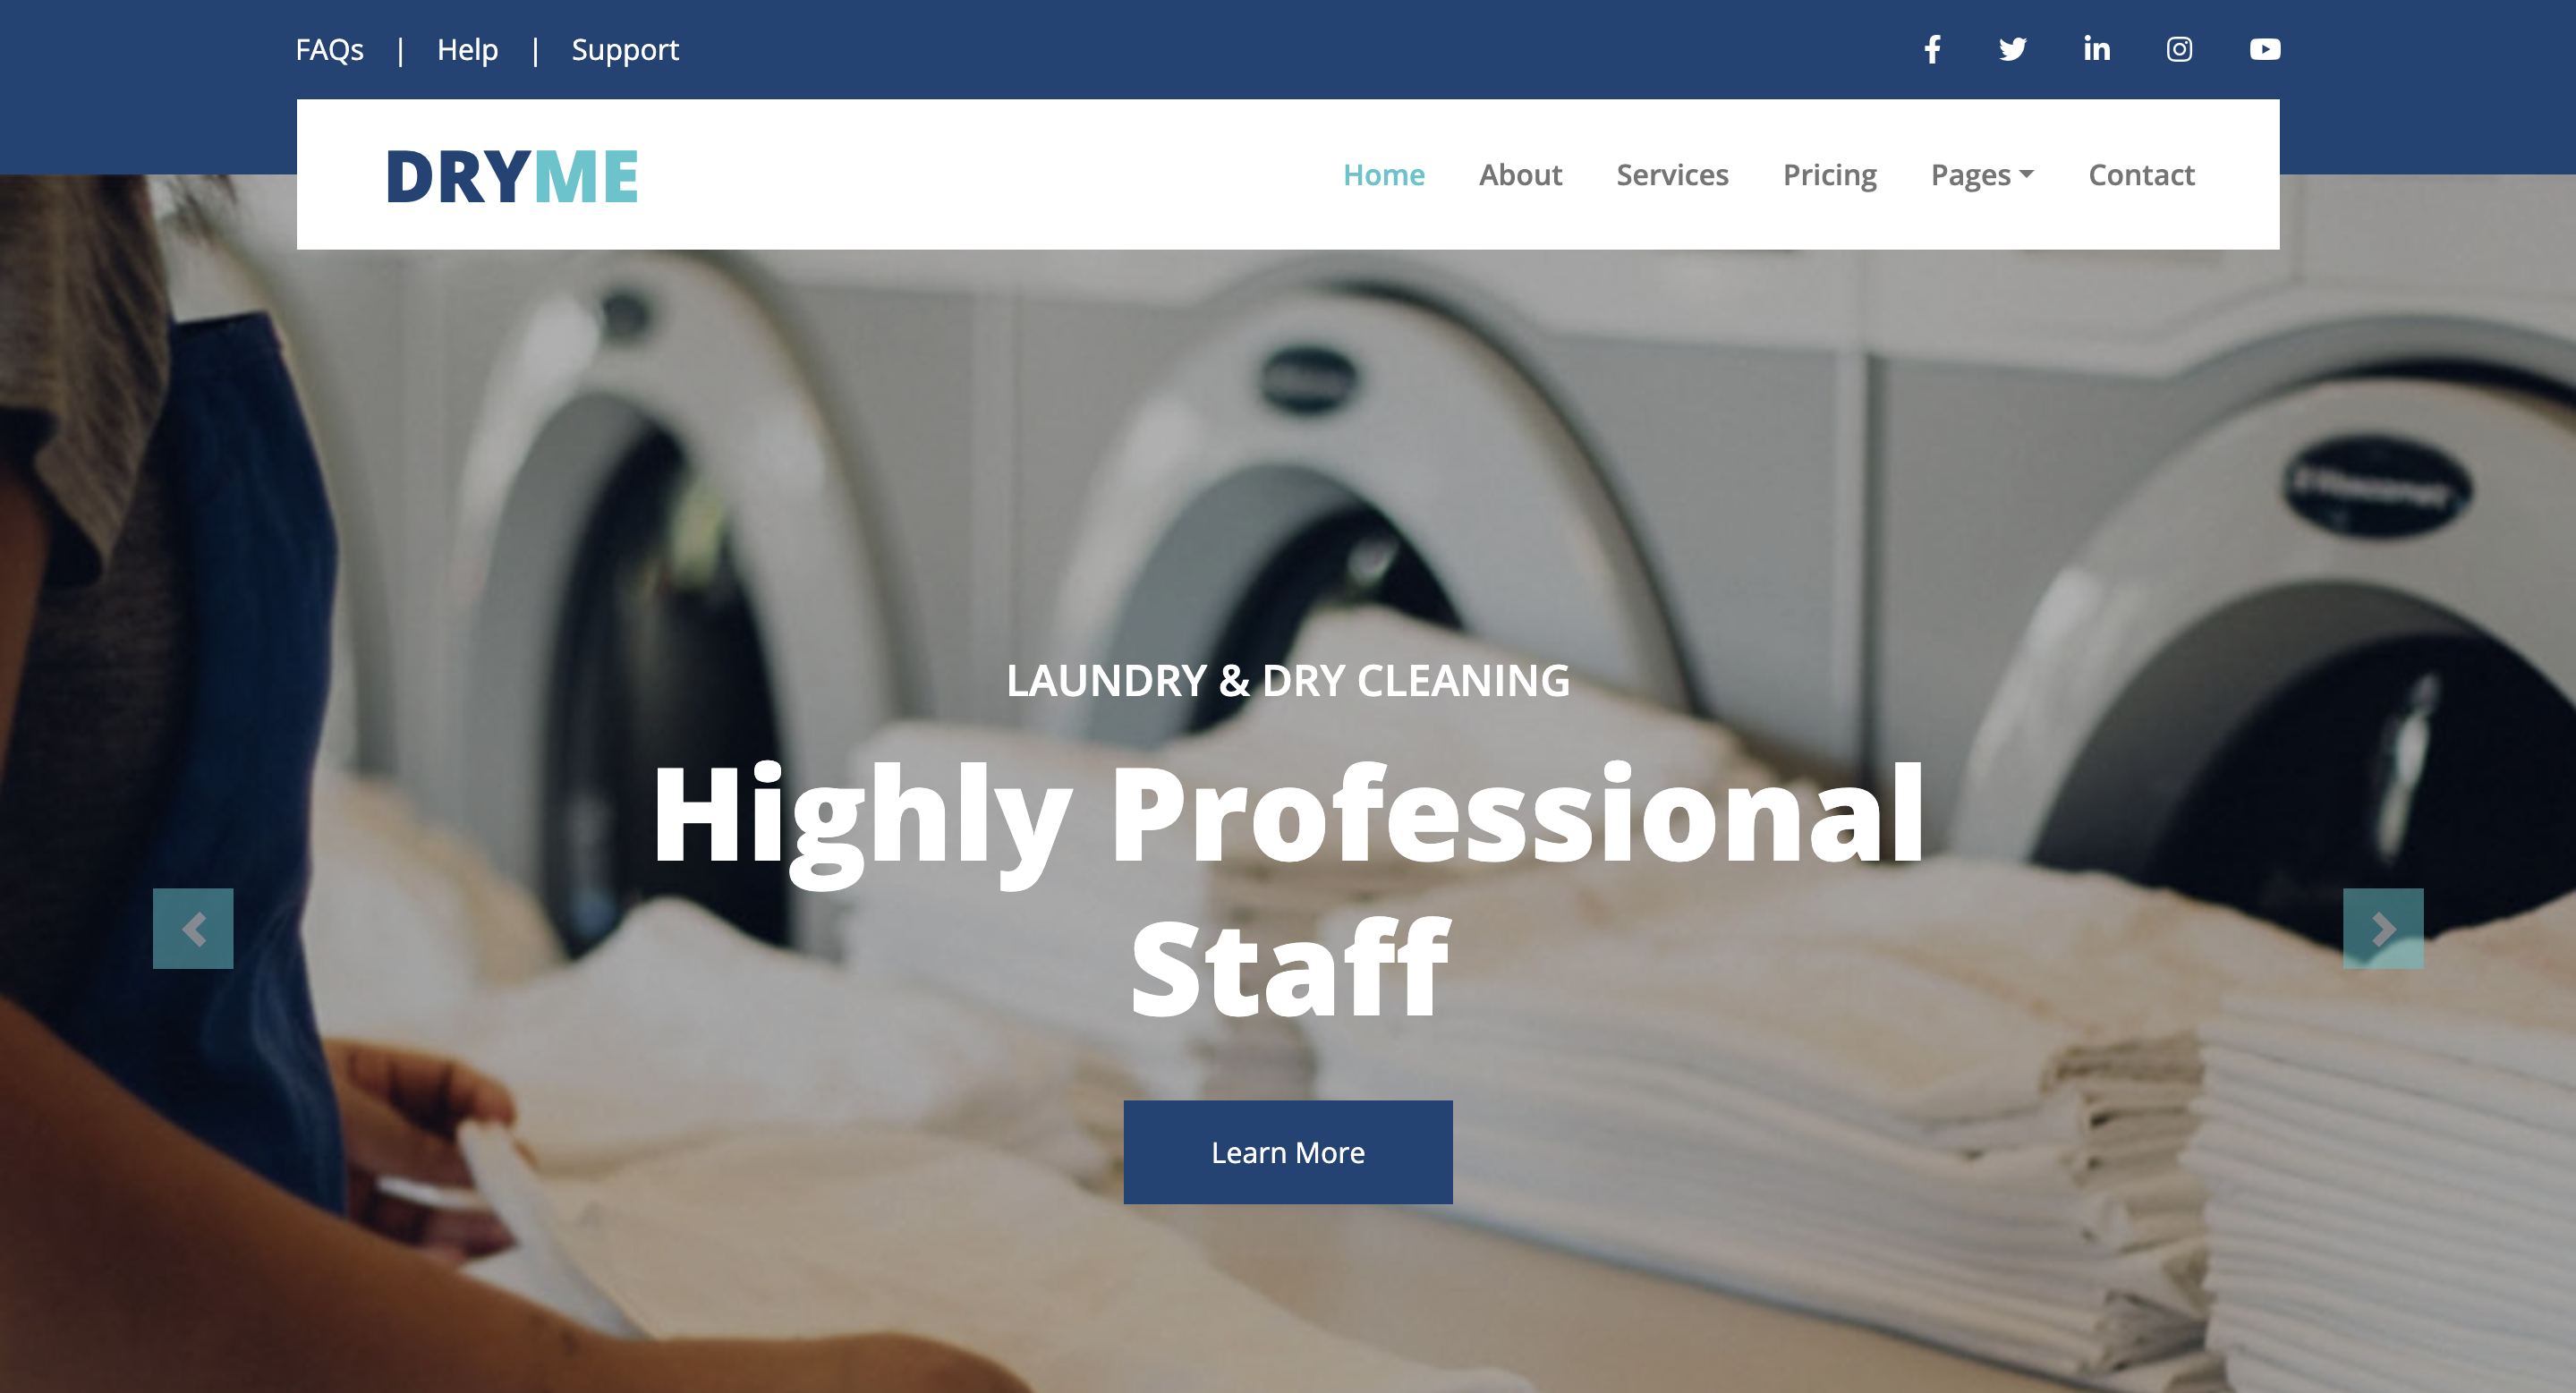 FAQs | Help | Support
DRYME
Home About Services Pricing Pages Contact
LAUNDRY & DRY CLEANING
Highly Professional
Staff
Learn More